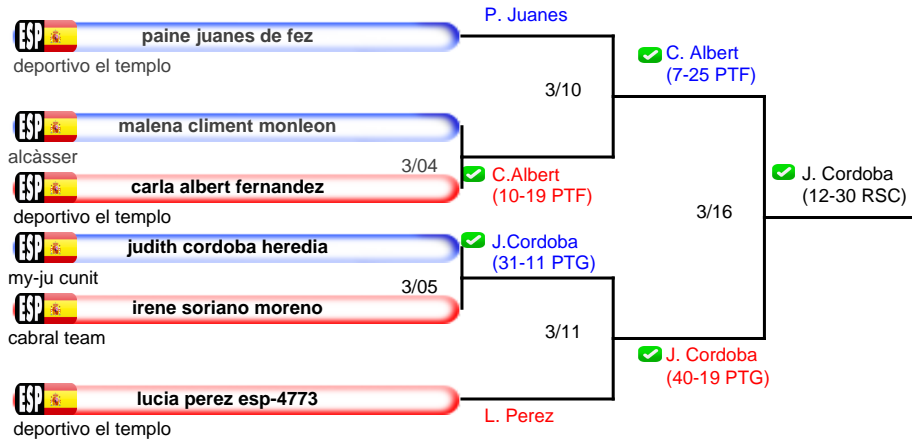 ESP
paine juanes de fez
deportivo el templo
P. Juanes
ESP
malena climent monleon
alcàsser
3/04
ESP
carla albert fernandez
deportivo el templo
C.Albert
(10-19 PTF)
3/10
C. Albert
(7-25 PTF)
ESP
judith cordoba heredia
my-ju cunit
J.Cordoba
(31-11 PTG)
3/05
ESP
irene soriano moreno
cabral team
3/11
ESP
lucia perez esp-4773
deportivo el templo
L. Perez
J. Cordoba
(40-19 PTG)
3/16
J. Cordoba
(12-30 RSC)